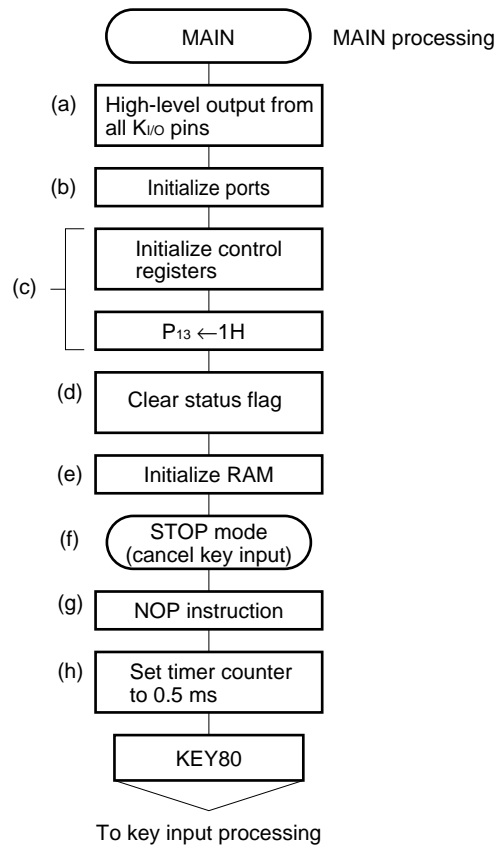 MAIN
MAIN processing
(a)
High-level output from
all KI/O pins
(b)
Initialize ports
(c)
Initialize control
registers
P13 ←1H
(d)
Clear status flag
(e)
Initialize RAM
(f)
STOP mode
(cancel key input)
(g)
NOP instruction
(h)
Set timer counter
to 0.5 ms
KEY80
To key input processing